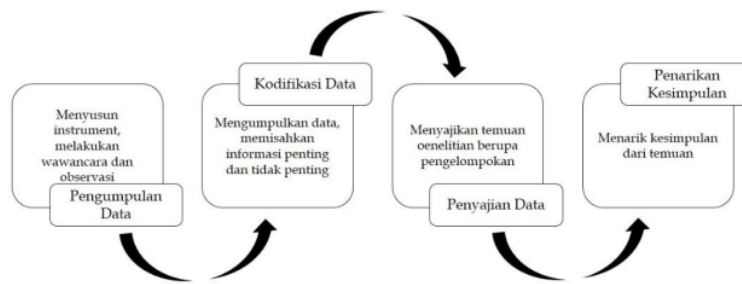 Menyusun
instrument,
melakukan
wawancara dan
observasi
Pengumpulan
Data
Kodifikasi Data
Mengumpulkan data,
memisahkan
informasi penting
dan tidak penting
Menyajikan temuan
oenelitian berupa
pengelompokan
Penyajian Data
Penarikan
Kesimpulan
Menarik kesimpulan
dari temuan